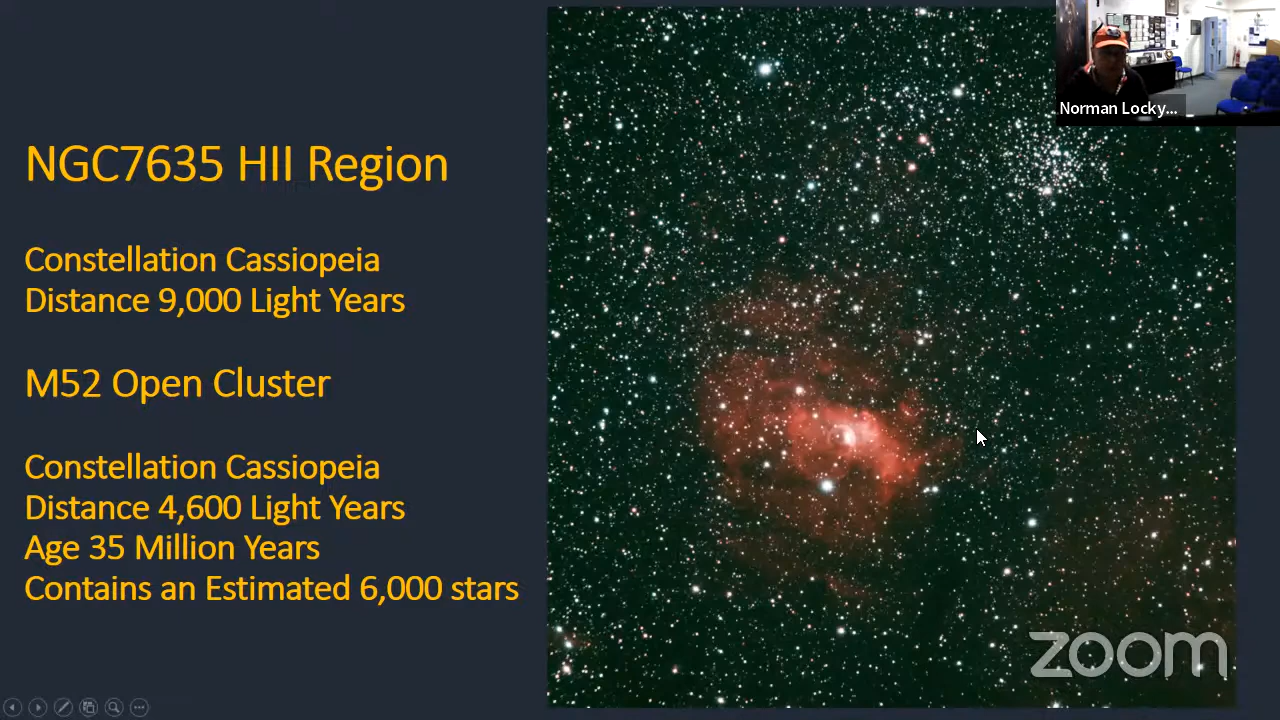 NGC7635 HII Region
Constellation Cassiopeia
Distance 9,000 Light Years
M52 Open Cluster
Constellation Cassiopeia
Distance 4,600 Light Years
Age 35 Million Years
Contains an Estimated 6,000 stars
Norman Locky...
zoom